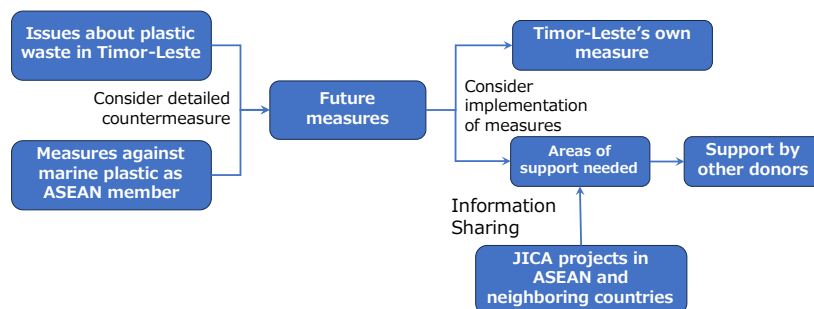 Issues about plastic
waste in Timor-Leste
Consider detailed
countermeasure
Measures against
marine plastic as
ASEAN member
Future
measures
Timor-Leste’s own
measure
Consider
implementation
of measures
Areas of
support needed
Support by
other donors
Information
Sharing
JICA projects in
ASEAN and
neighboring countries